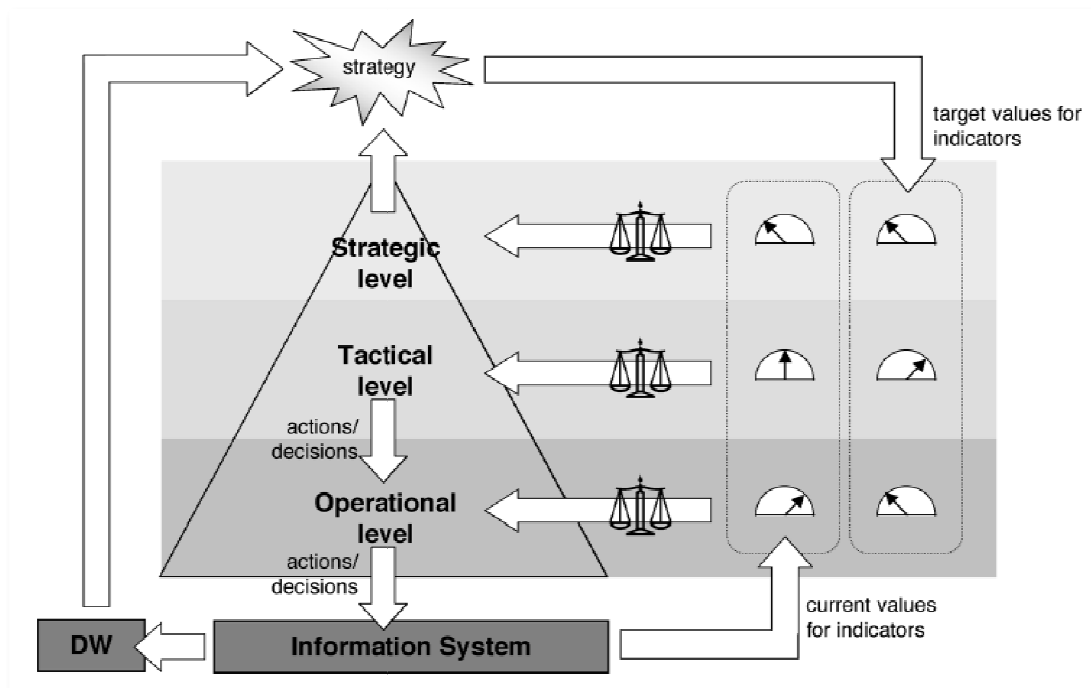 strategy
target values for
indicators
Strategic
level
Tactical
level
actions/
decisions
Operational
level
actions/
decisions
current values
for indicators
DW
Information System